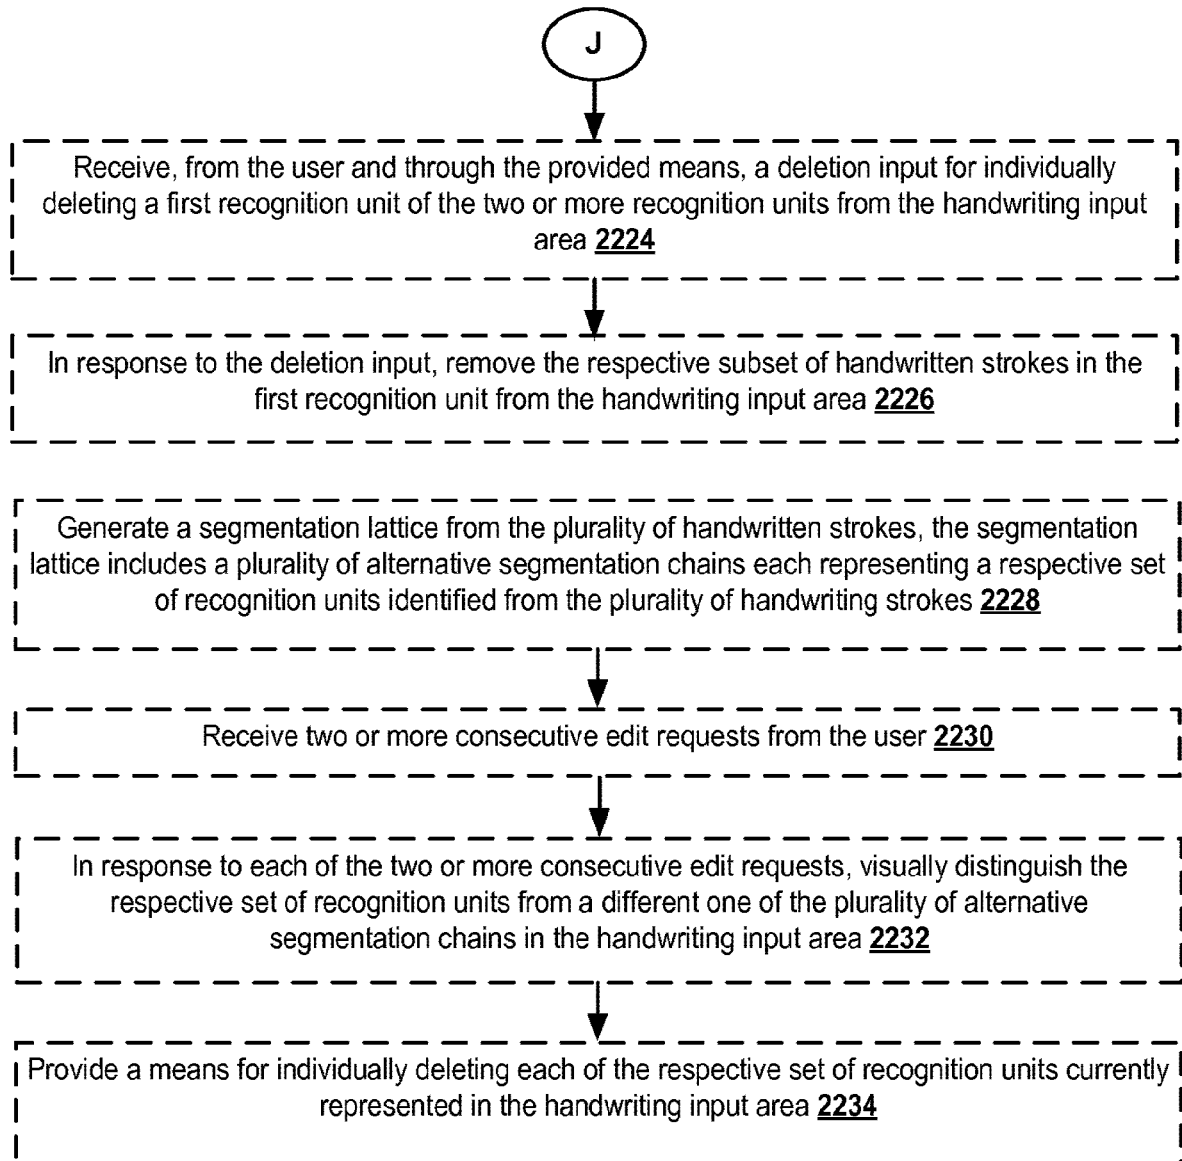 J
Receive, from the user and through the provided means, a deletion input for individually
deleting a first recognition unit of the two or more recognition units from the handwriting input
area 2224
In response to the deletion input, remove the respective subset of handwritten strokes in the
first recognition unit from the handwriting input area 2226
Generate a segmentation lattice from the plurality of handwritten strokes, the segmentation
lattice includes a plurality of alternative segmentation chains each representing a respective set
of recognition units identified from the plurality of handwriting strokes 2228
Receive two or more consecutive edit requests from the user 2230
In response to each of the two or more consecutive edit requests, visually distinguish the
respective set of recognition units from a different one of the plurality of alternative
segmentation chains in the handwriting input area 2232
Provide a means for individually deleting each of the respective set of recognition units currently
represented in the handwriting input area 2234